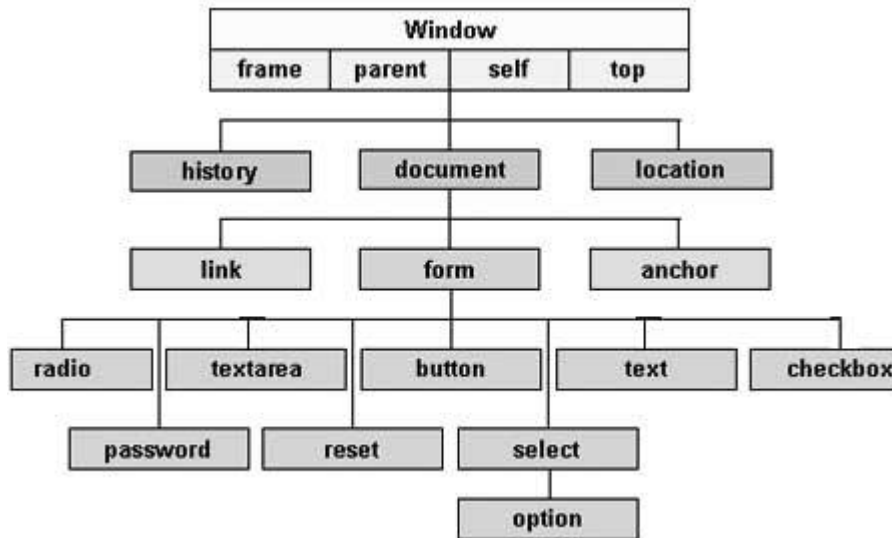 Window
frame parent self top
history document location
link form anchor
radio textarea button text checkbox
password reset select
option